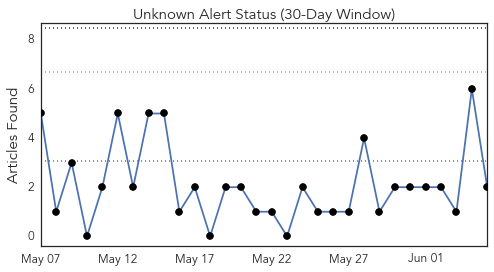 Unknown Alert Status (30-Day Window)
Articles Found
8
6
4
2
0
May 07 May 12 May 17 May 22 May 27 Jun 01